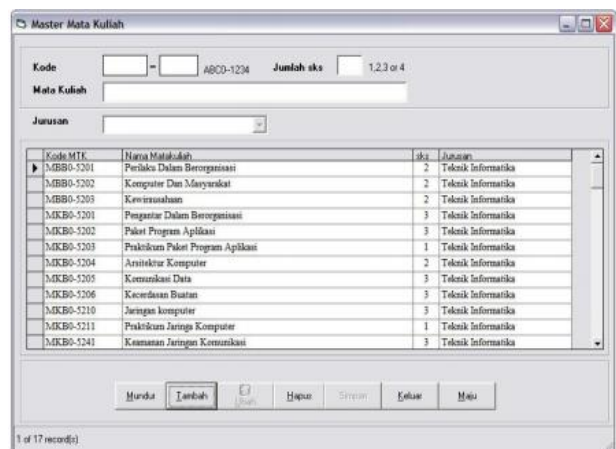 Master Mata Kuliah
Kode - ABCD-1234 Jumlah sks 1,2,3 or 4
Mata Kuliah
Jurusan
Kode MTK Nama Matakuliah sks Jurusan
MBB0-5201 Perilaku Dalam Berorganisasi 2 Teknik Informatika
MBB0-5202 Komputer Dan Masyarakat 2 Teknik Informatika
MBB0-5203 Kewirausahaan 2 Teknik Informatika
MKB0-5201 Pengantar Dalam Berorganisasi 3 Teknik Informatika
MKB0-5202 Paket Program Aplikasi 3 Teknik Informatika
MKB0-5203 Praktikum Paket Program Aplikasi 1 Teknik Informatika
MKB0-5204 Arsitektur Komputer 2 Teknik Informatika
MKB0-5205 Komunikasi Data 3 Teknik Informatika
MKB0-5206 Kecerdasan Buatan 3 Teknik Informatika
MKB0-5210 Jaringan komputer 3 Teknik Informatika
MKB0-5211 Praktikum Jaringa Komputer 1 Teknik Informatika
MKB0-5241 Keamanan Jaringan Komunikasi 3 Teknik Informatika
Mundur Tambah Ubah Hapus Simpan Keluar Maju
1 of 17 record(s)